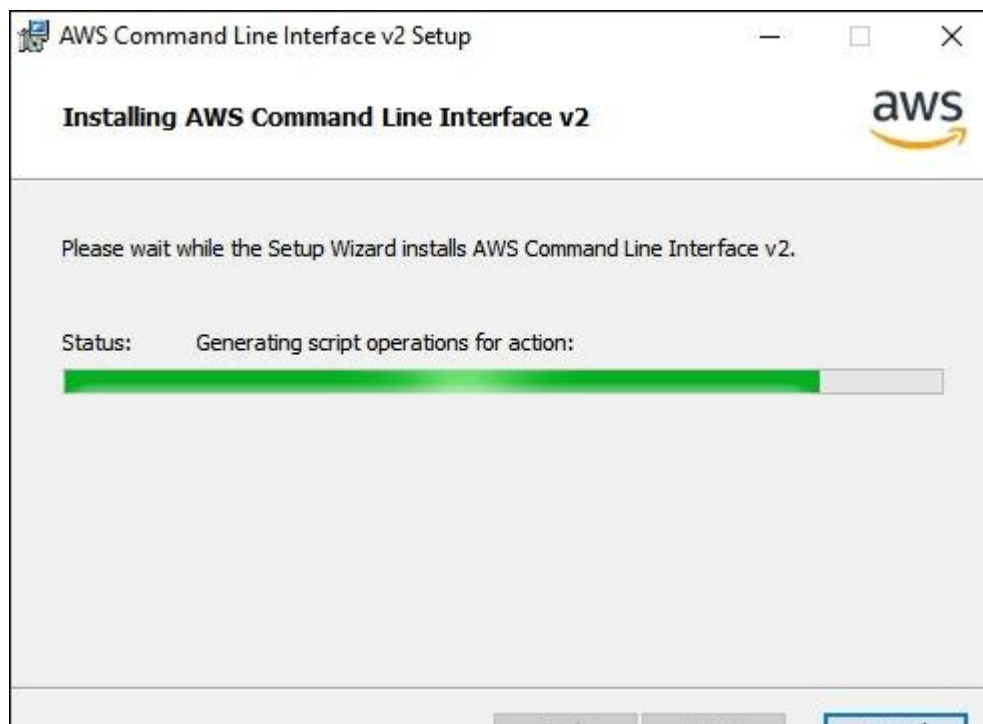 AWS Command Line Interface v2 Setup
Installing AWS Command Line Interface v2
aws
Please wait while the Setup Wizard installs AWS Command Line Interface v2.
Status: Generating script operations for action: